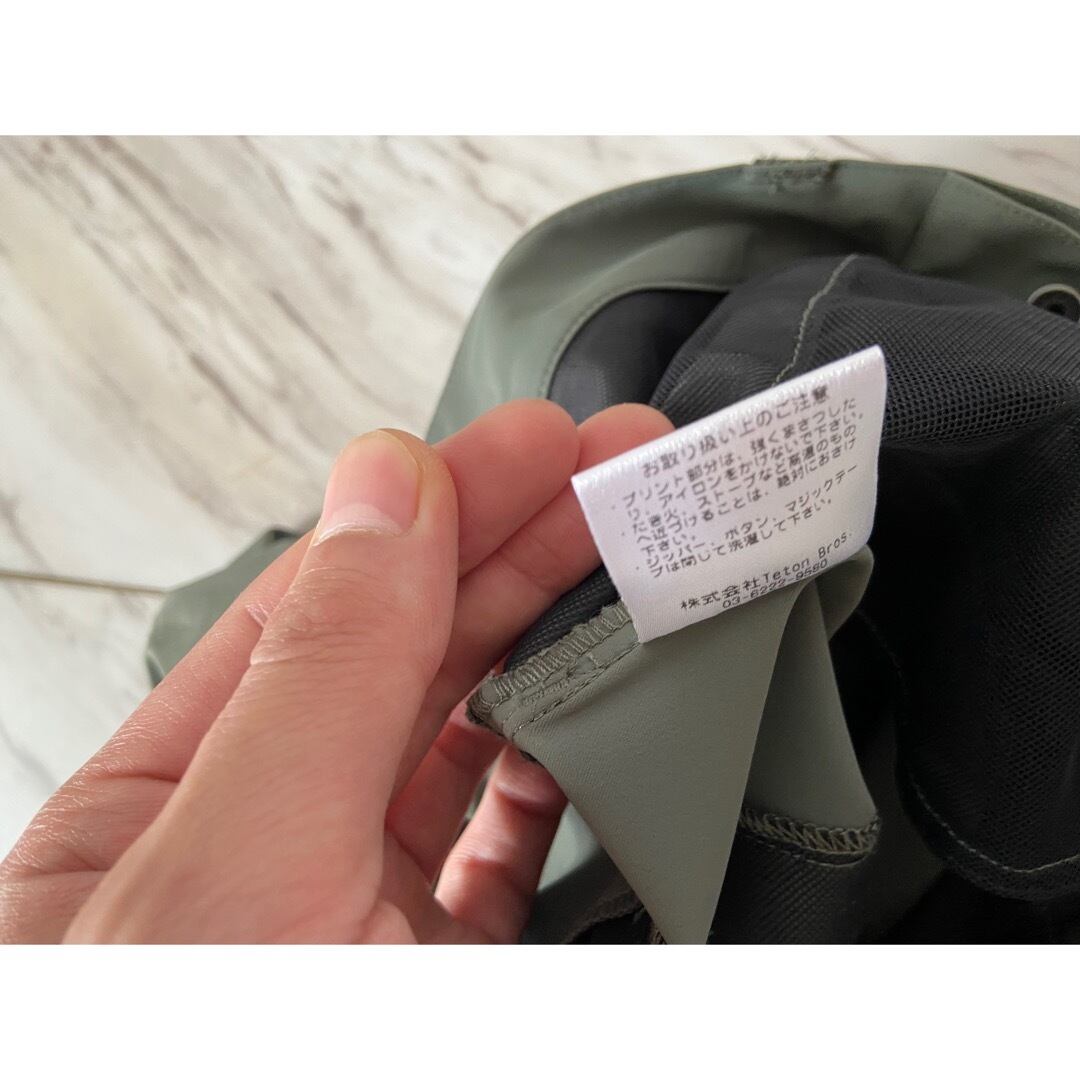 お取り扱い上のご注意
プリント部分は、強くまさつした
り、アイロンをかけないで下さい。
た、焚火、ストーブなど高温のもの
へ近づけることは、絶対におさけ
下さい。
ジッパー、ボタン、マジックテー
プは閉じて洗濯して下さい。
株式会社Teton Bros.
03-6222-9580